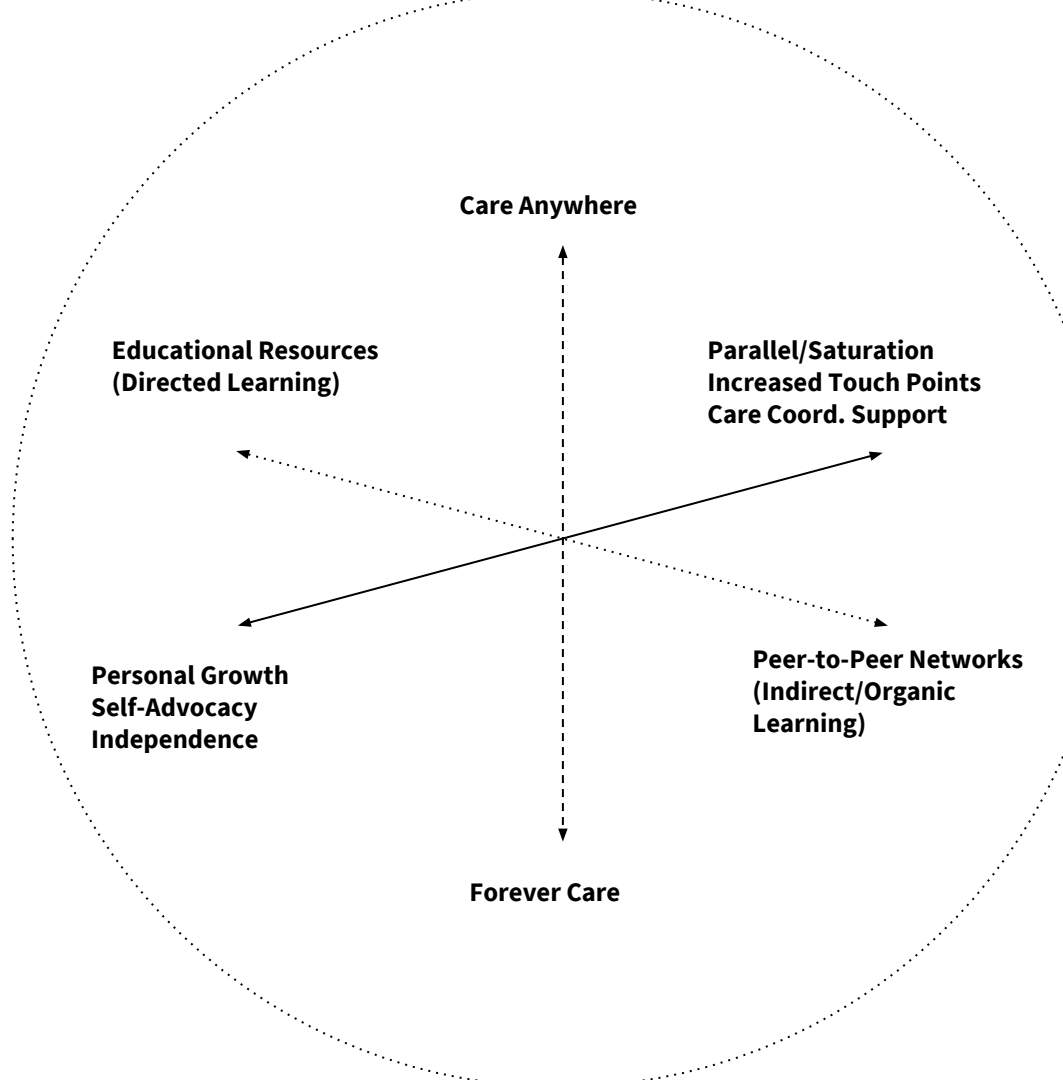 Care Anywhere
Educational Resources
(Directed Learning)
Parallel/Saturation
Increased Touch Points
Care Coord. Support
Personal Growth
Self-Advocacy
Independence
Peer-to-Peer Networks
(Indirect/Organic
Learning)
Forever Care